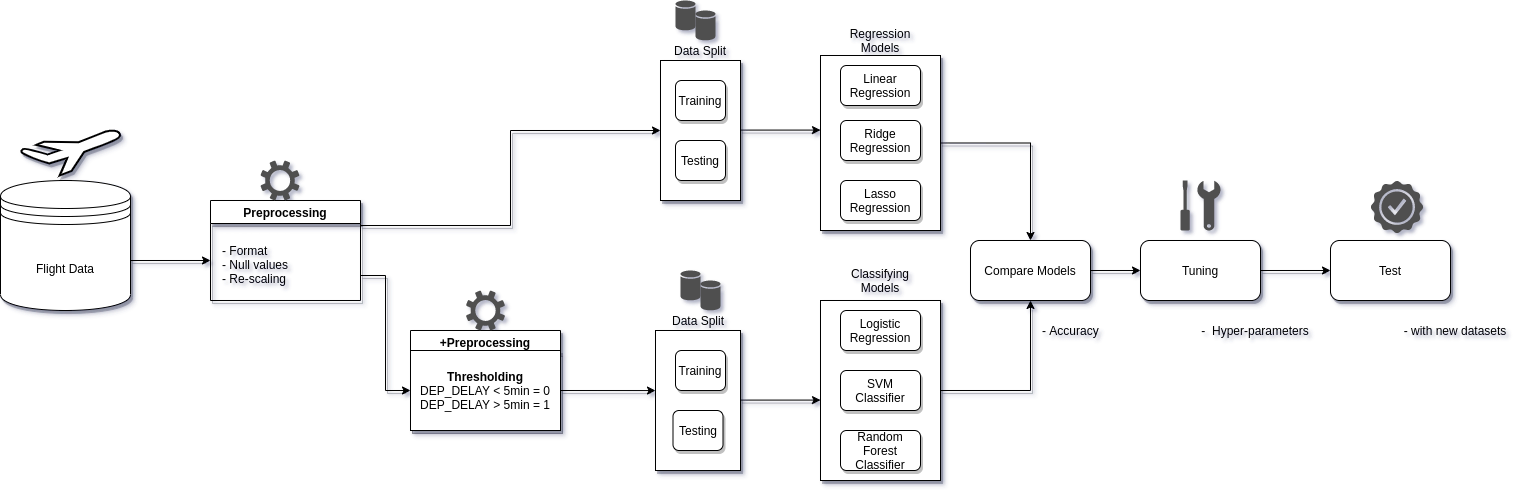 Flight Data
Preprocessing
- Format
- Null values
- Re-scaling
+Preprocessing
Thresholding
DEP_DELAY < 5min = 0
DEP_DELAY > 5min = 1
Data Split
Training
Testing
Data Split
Training
Testing
Regression
Models
Linear
Regression
Ridge
Regression
Lasso
Regression
Classifying
Models
Logistic
Regression
SVM
Classifier
Random
Forest
Classifier
Compare Models
- Accuracy
Tuning
- Hyper-parameters
Test
- with new datasets